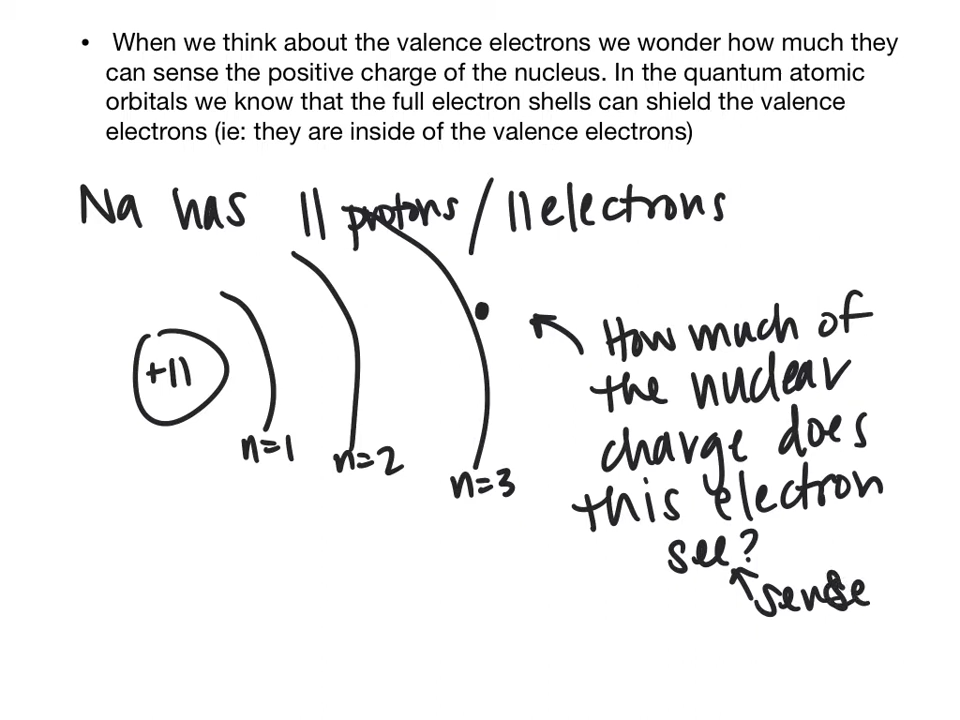 • When we think about the valence electrons we wonder how much they
can sense the positive charge of the nucleus. In the quantum atomic
orbitals we know that the full electron shells can shield the valence
electrons (ie: they are inside of the valence electrons)
Na has 11 protons / 11 electrons
+11
n=1
n=2
n=3
How much of
the nuclear
charge does
this electron
see?
sense